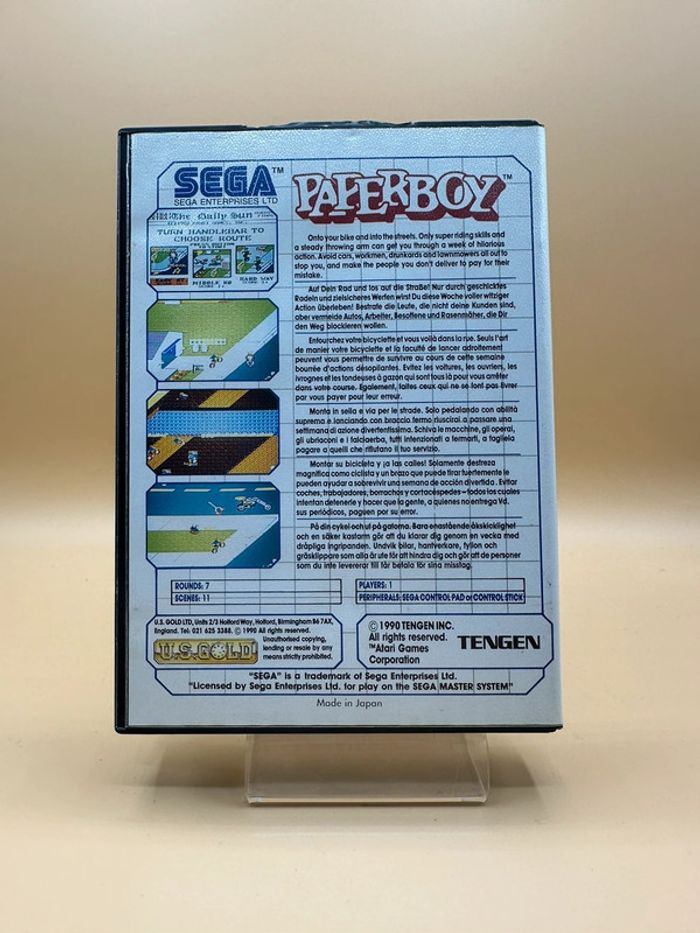 SEGA™
SEGA ENTERPRISES LTD
PAPERBOY™
The Daily Sun
TURN HANDLEBAR TO
CHOOSE ROUTE
EASY ST
MIDDLE RD
HARD WAY
Onto your bike and into the streets. Only super riding skills and
a steady throwing arm can get you through a week of hilarious
action. Avoid cars, workmen, drunkards and lawnmowers all out to
stop you, and make the people you don't deliver to pay for their
mistake.
Auf Dein Rad und los auf die Straße! Nur durch geschicktes
Radeln und zielsicheres Werfen wirst Du diese Woche voller witziger
Action überleben! Bestrafe die Leute, die nicht deine Kunden sind,
aber vermeide Autos, Arbeiter, Besoffene und Rasenmäher, die Dir
den Weg blockieren wollen.
Enfourchez votre bicyclette et vous voilà dans la rue. Seuls l'art
de manier votre bicyclette et la faculté de lancer adroitement
peuvent vous permettre de survivre au cours de cette semaine
bourrée d'actions désopilantes. Evitez les voitures, les ouvriers, les
ivrognes et les tondeuses à gazon qui sont tous là pour vous arrêter
dans votre course. Egalement, faites ceux qui ne se font pas livrer
par vous payer pour leur erreur.
Monta in sella e via per le strade. Solo pedalando con abilità
suprema e lanciando con braccio fermo riuscirai a passare una
settimana di azione divertentissima. Schiva le macchine, gli operai,
gli ubriaconi e i falciaerba, tutti intenzionati a fermarti, a fagliela
pagare a quelli che rifiutano il tuo servizio.
Montar su bicicleta y ¡a las calles! Solamente destreza
magnifica como ciclista y un brazo que puede tirar fuertemente le
pueden ayudar a sobrevivir una semana de acción divertida. Evitar
coches, trabajadores, borrachos y cortacéspedes – todos los cuales
intentan detenerle y hacer que la gente, a quienes no entrega Vd.
sus periódicos, paguen por su error.
På din cykel och ut på gatorna. Bara enastående åkskicklighet
och en säker kastarm gör att du klarar dig genom en vecka med
dråpliga ingripanden. Undvik bilar, hantverkare, fyllon och
gräsklippare som alla är ute för att hindra dig och gör att de personer
som du inte levererar till får betala för sina misstag.
ROUNDS: 7
SCENES: 11
PLAYERS: 1
PERIPHERALS: SEGA CONTROL PAD or CONTROL STICK
U.S. GOLD LTD, Units 2/3 Holford Way, Holford, Birmingham B6 7AX,
England. Tel: 021 625 3388. © 1990 All rights reserved.
Unauthorised copying,
lending or resale by any
means strictly prohibited.
U.S. GOLD
© 1990 TENGEN INC.
All rights reserved.
™Atari Games
Corporation
TENGEN
"SEGA" is a trademark of Sega Enterprises Ltd.
"Licensed by Sega Enterprises Ltd. for play on the SEGA MASTER SYSTEM"
Made in Japan